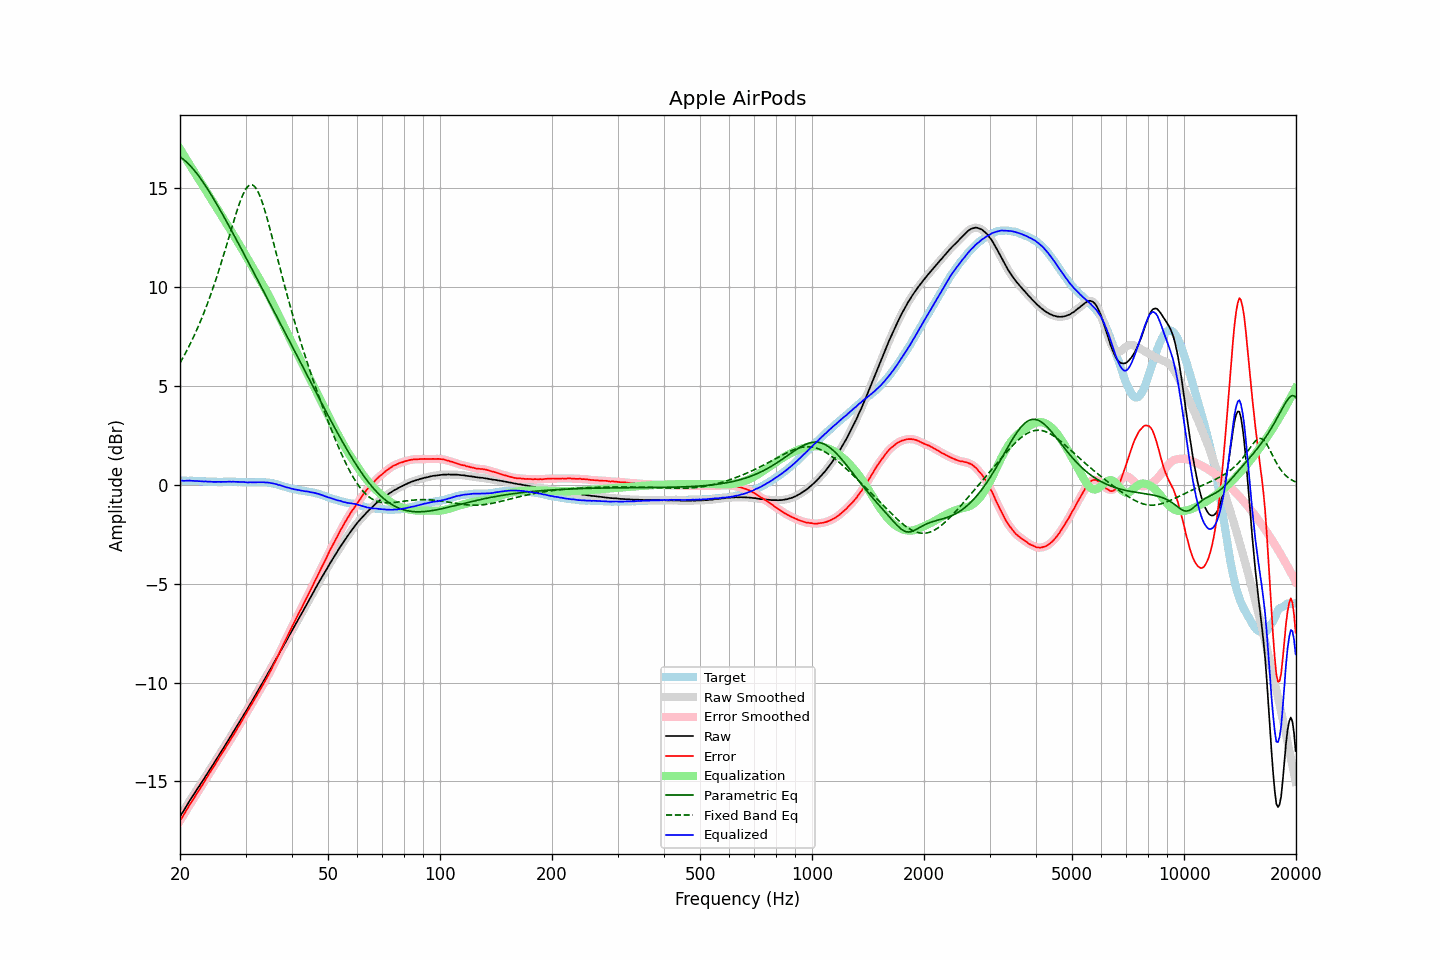 Apple AirPods
Amplitude (dBr)
15
10
5
0
−5
−10
−15
Target
Raw Smoothed
Error Smoothed
Raw
Error
Equalization
Parametric Eq
Fixed Band Eq
Equalized
20
50
100
200
500
1000
2000
5000
10000
20000
Frequency (Hz)